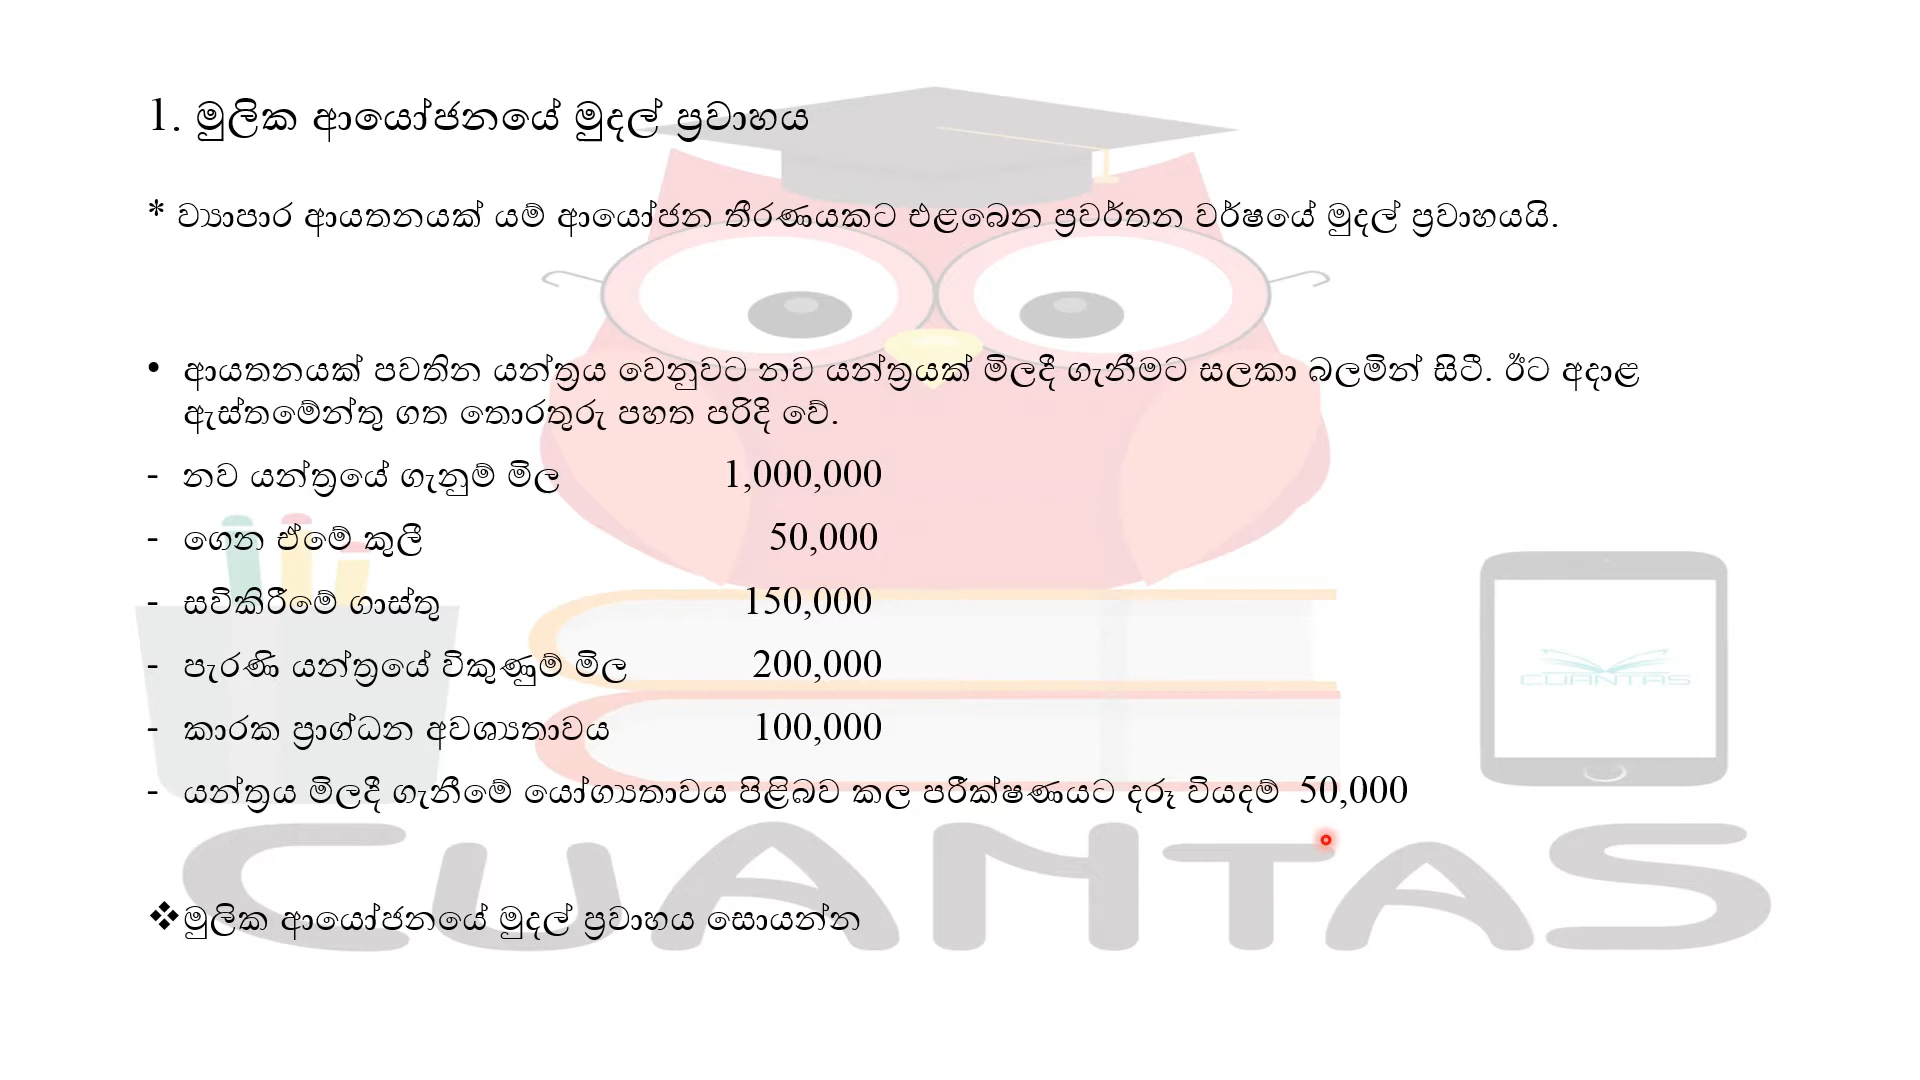 1. මුලික ආයෝජනයේ මුදල් ප්‍රවාහය
* ව්‍යාපාර ආයතනයක් යම් ආයෝජන තීරණයකට එළබෙන ප්‍රවර්තන වර්ෂයේ මුදල් ප්‍රවාහයයි.
• ආයතනයක් පවතින යන්ත්‍රය වෙනුවට නව යන්ත්‍රයක් මිලදී ගැනීමට සලකා බලමින් සිටී. ඊට අදාළ
ඇස්තමේන්තු ගත තොරතුරු පහත පරිදි වේ.
- නව යන්ත්‍රයේ ගැනුම් මිල 1,000,000
- ගෙන ඒමේ කුලී 50,000
- සවිකිරීමේ ගාස්තු 150,000
- පැරණි යන්ත්‍රයේ විකුණුම් මිල 200,000
- කාරක ප්‍රාග්ධන අවශ්‍යතාවය 100,000
- යන්ත්‍රය මිලදී ගැනීමේ යෝග්‍යතාවය පිළිබව කල පරීක්ෂණයට දරූ වියදම් 50,000
❖මුලික ආයෝජනයේ මුදල් ප්‍රවාහය සොයන්න
CUANTAS
CUANTAS